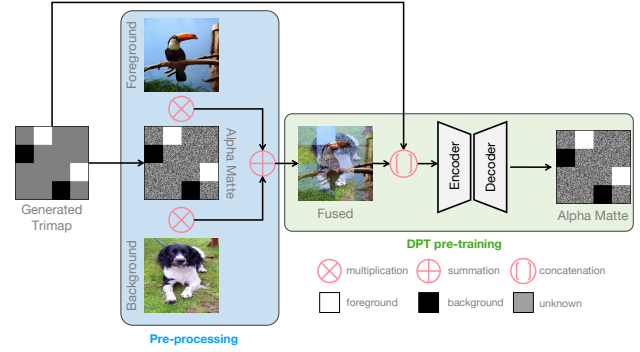 Foreground
Generated
Trimap
Alpha Matte
Background
Pre-processing
Fused
Encoder
Decoder
Alpha Matte
DPT pre-training
multiplication
summation
concatenation
foreground
background
unknown